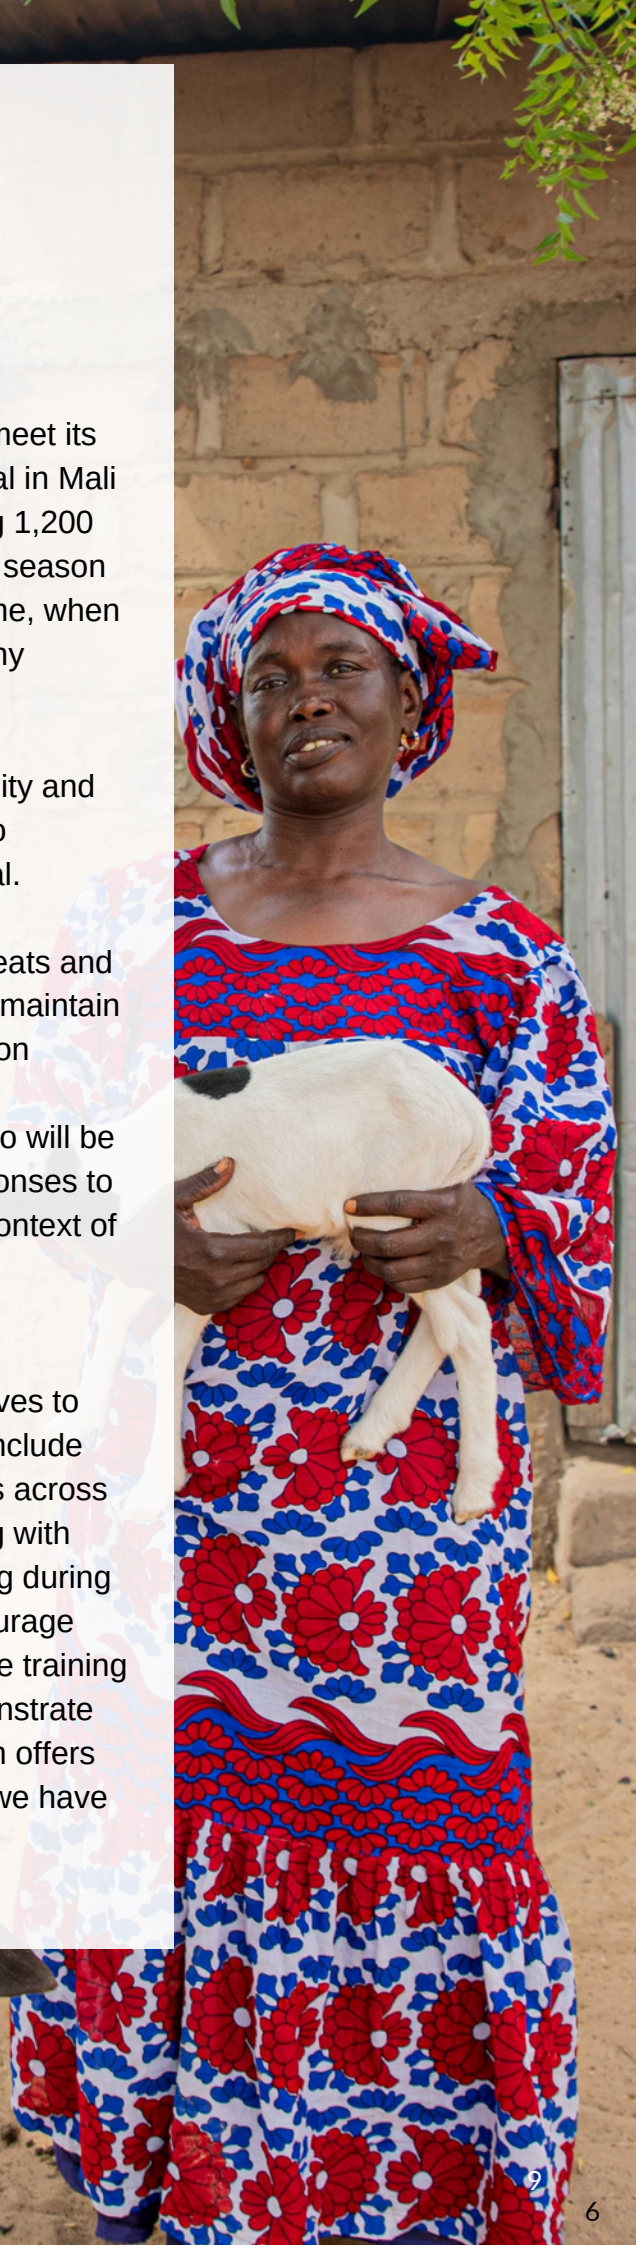 meet its
al in Mali
g 1,200
season
ne, when
ny
ity and
o
al.
eats and
maintain
on
o will be
onses to
ontext of
ves to
nclude
s across
g with
g during
urage
e training
nstrate
n offers
we have
9
6